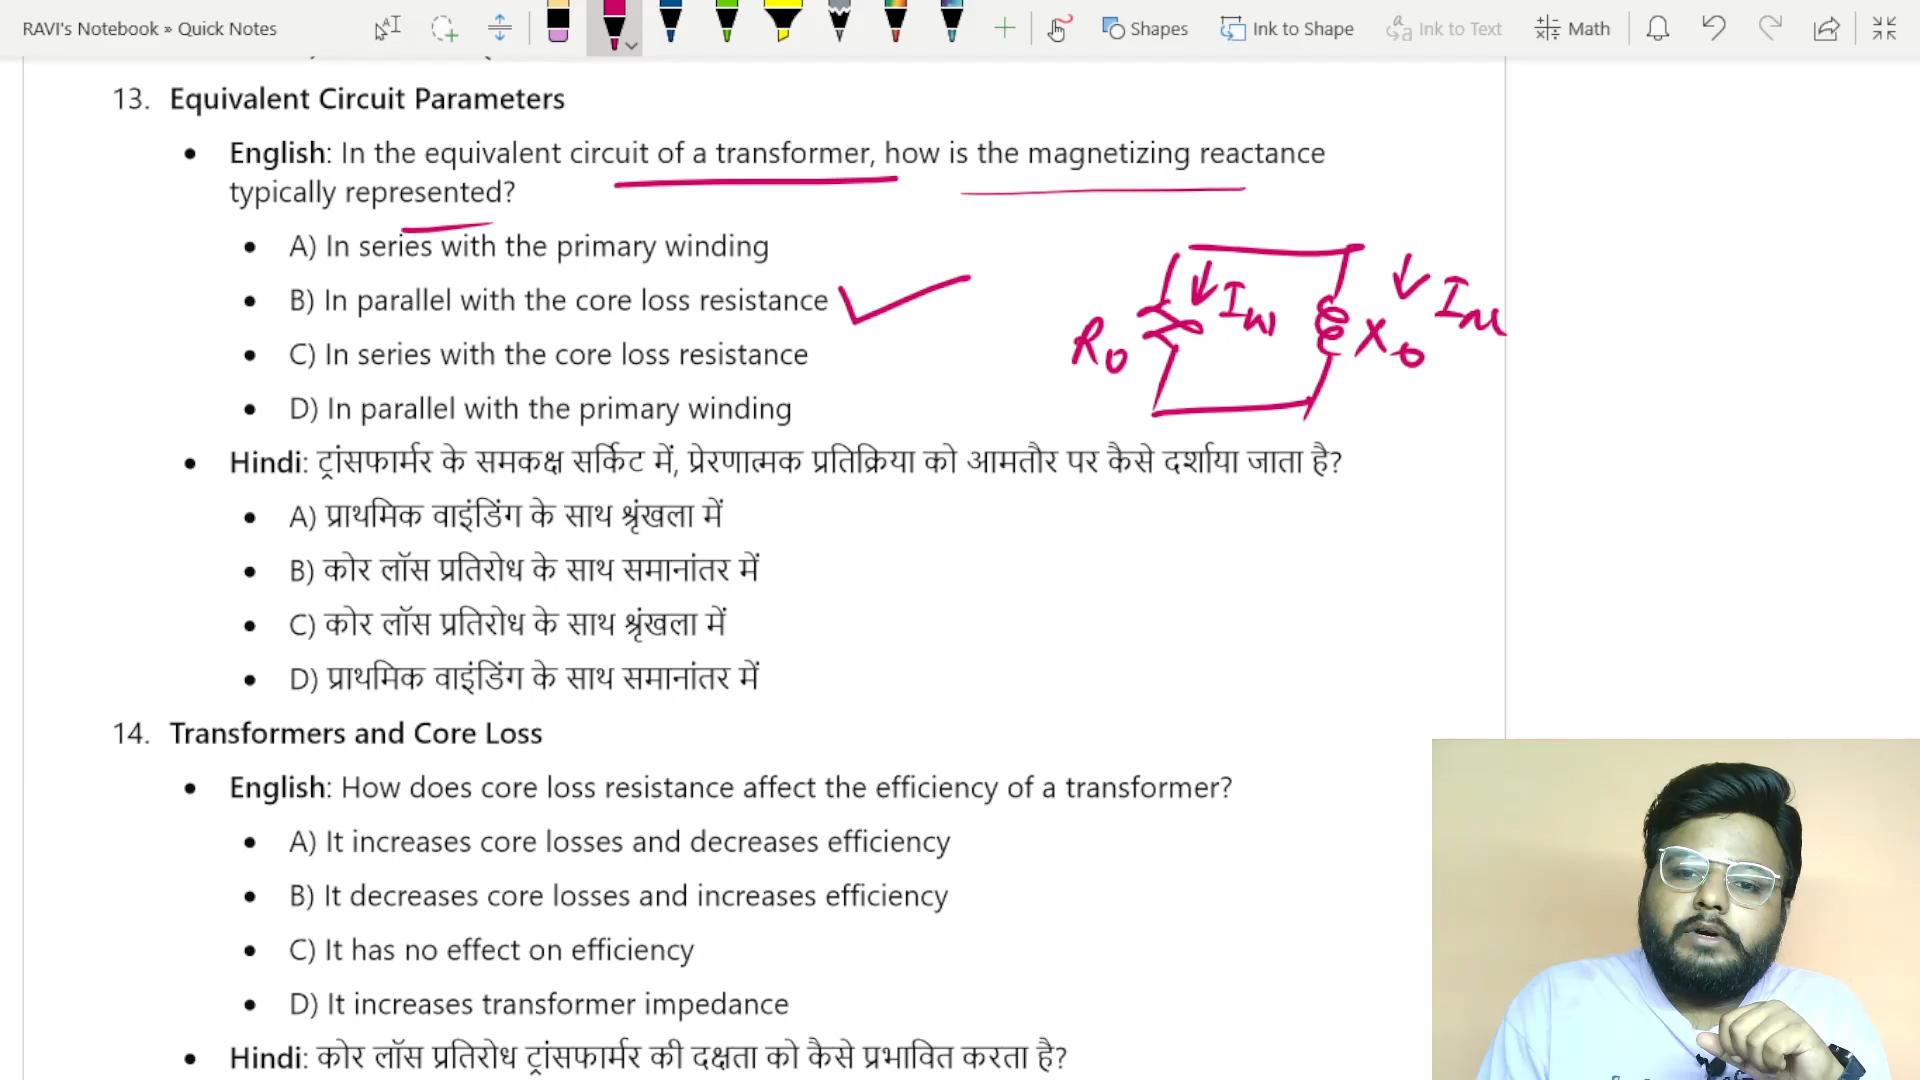 RAVI's Notebook » Quick Notes
Shapes
Ink to Shape
Ink to Text
Math
13. Equivalent Circuit Parameters
• English: In the equivalent circuit of a transformer, how is the magnetizing reactance
typically represented?
• A) In series with the primary winding
• B) In parallel with the core loss resistance
• C) In series with the core loss resistance
• D) In parallel with the primary winding
R0
Iw
X0
Iu
• Hindi: ट्रांसफार्मर के समकक्ष सर्किट में, प्रेरणात्मक प्रतिक्रिया को आमतौर पर कैसे दर्शाया जाता है?
• A) प्राथमिक वाइंडिंग के साथ श्रृंखला में
• B) कोर लॉस प्रतिरोध के साथ समानांतर में
• C) कोर लॉस प्रतिरोध के साथ श्रृंखला में
• D) प्राथमिक वाइंडिंग के साथ समानांतर में
14. Transformers and Core Loss
• English: How does core loss resistance affect the efficiency of a transformer?
• A) It increases core losses and decreases efficiency
• B) It decreases core losses and increases efficiency
• C) It has no effect on efficiency
• D) It increases transformer impedance
• Hindi: कोर लॉस प्रतिरोध ट्रांसफार्मर की दक्षता को कैसे प्रभावित करता है?